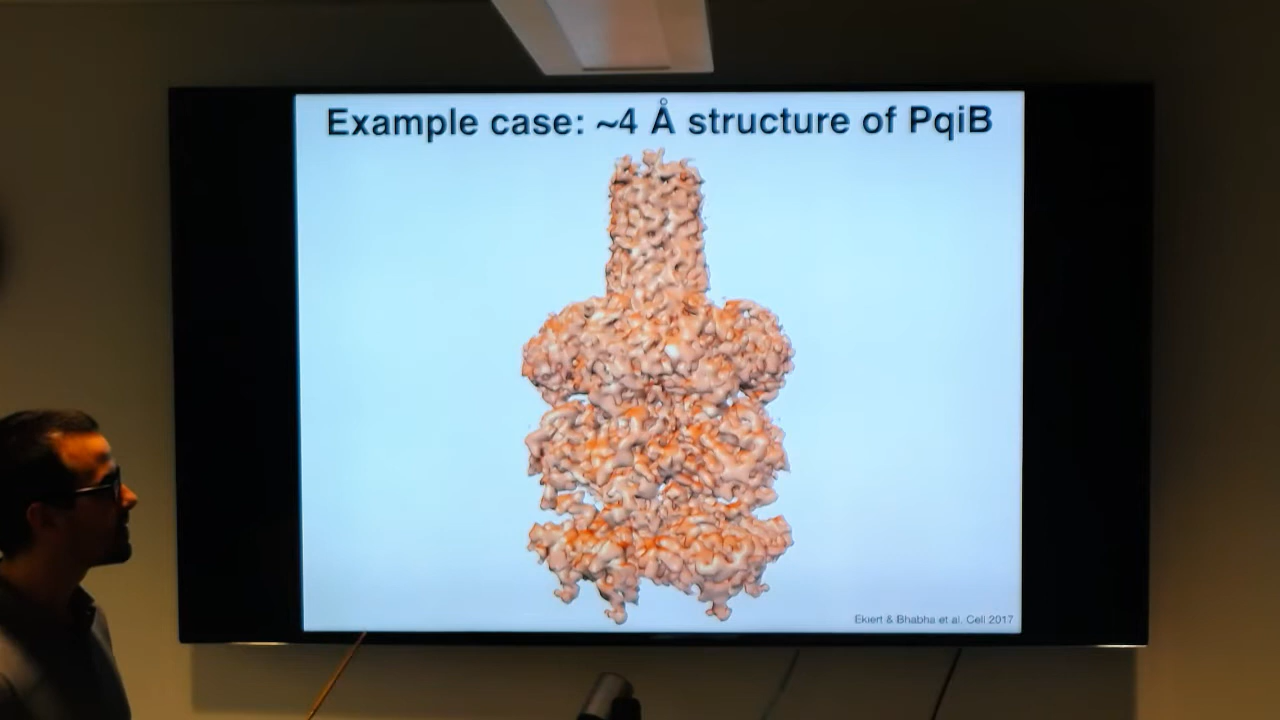 Example case: ~4 Å structure of PqiB
Ekiert & Bhabha et al. Cell 2017